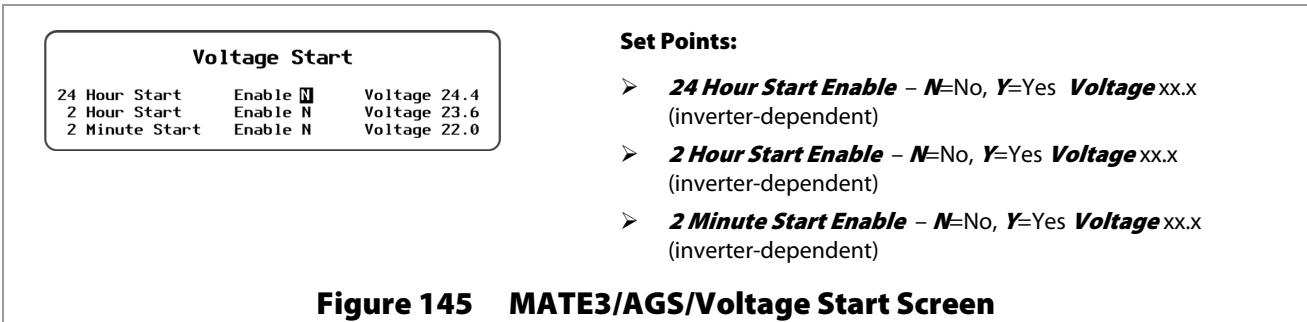 Voltage Start
24 Hour Start Enable N Voltage 24.4
2 Hour Start Enable N Voltage 23.6
2 Minute Start Enable N Voltage 22.0
Set Points:
➢ 24 Hour Start Enable – N=No, Y=Yes Voltage xx.x
(inverter-dependent)
➢ 2 Hour Start Enable – N=No, Y=Yes Voltage xx.x
(inverter-dependent)
➢ 2 Minute Start Enable – N=No, Y=Yes Voltage xx.x
(inverter-dependent)
Figure 145 MATE3/AGS/Voltage Start Screen